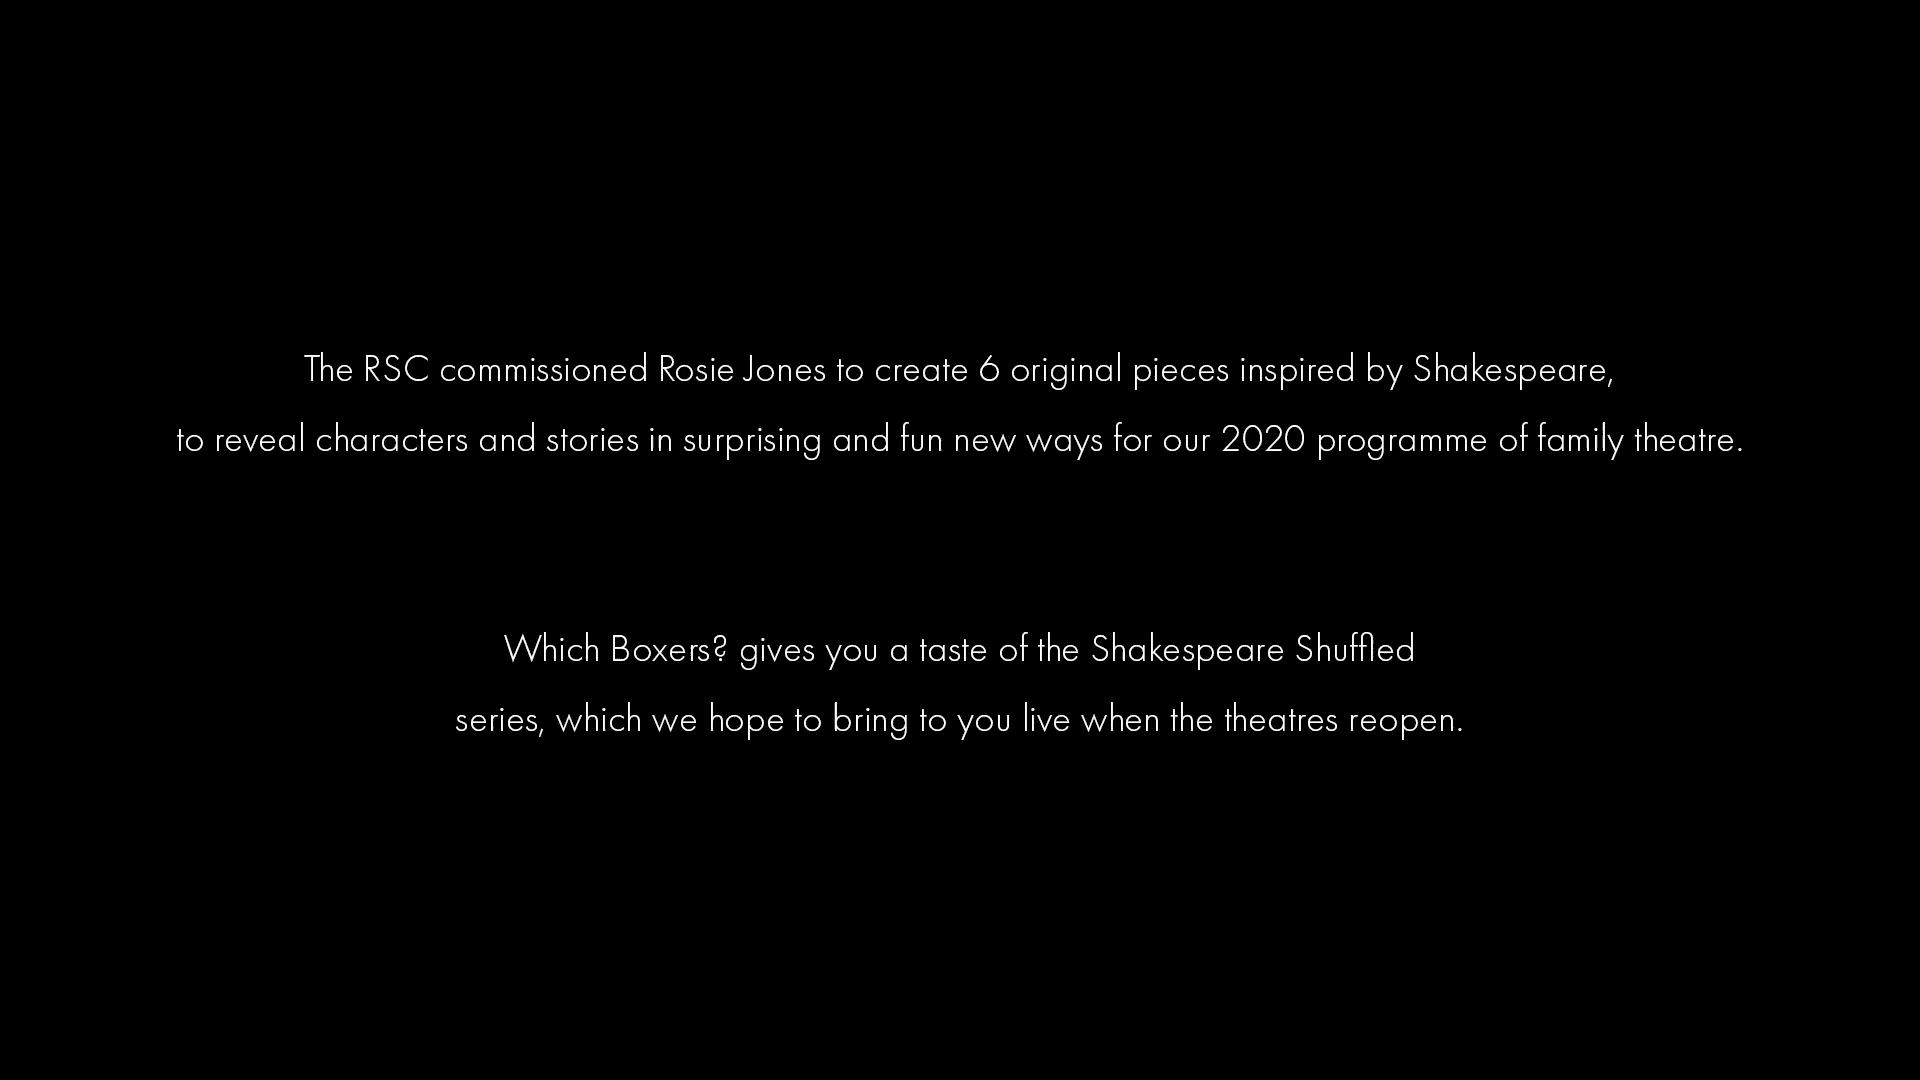 The RSC commissioned Rosie Jones to create 6 original pieces inspired by Shakespeare,
to reveal characters and stories in surprising and fun new ways for our 2020 programme of family theatre.
Which Boxers? gives you a taste of the Shakespeare Shuffled
series, which we hope to bring to you live when the theatres reopen.